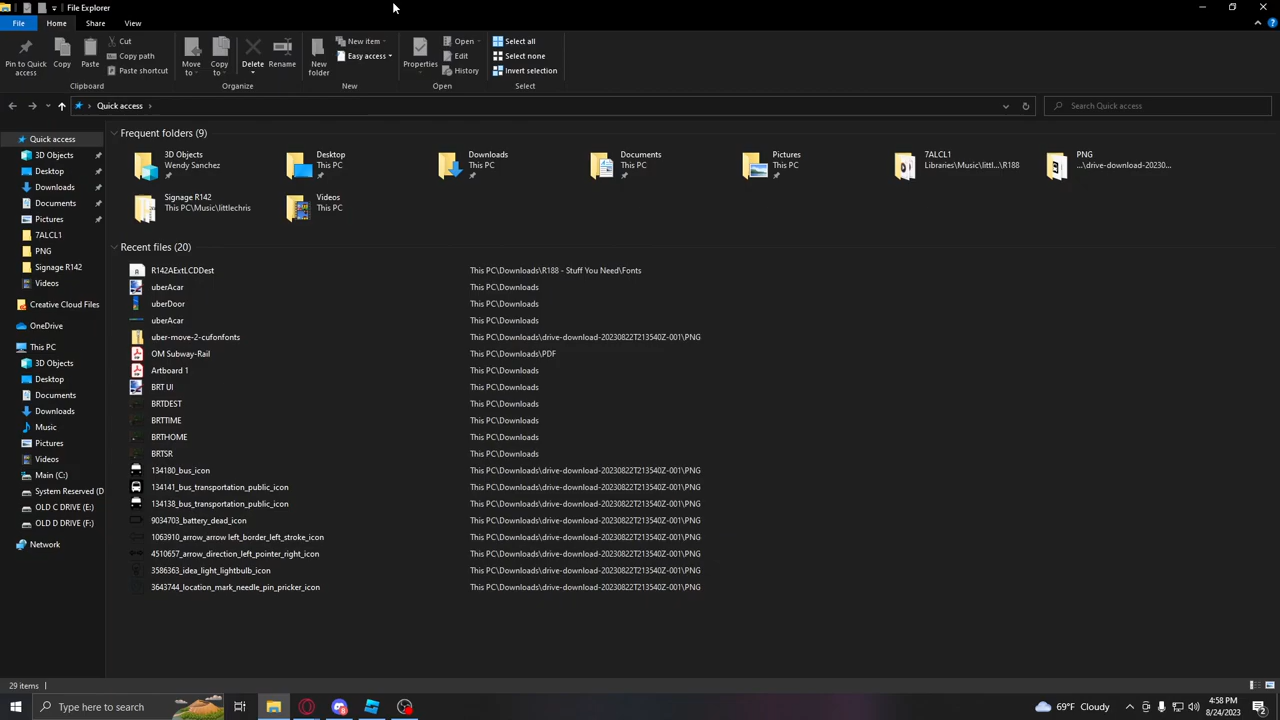 File Explorer
File Home Share View
Pin to Quick access
Copy
Paste
Cut
Copy path
Paste shortcut
Clipboard
Move to
Copy to
Delete
Rename
Organize
New folder
New item
Easy access
New
Properties
Open
Edit
History
Open
Select all
Select none
Invert selection
Select
Quick access
Search Quick access
Quick access
3D Objects
Desktop
Downloads
Documents
Pictures
7ALCL1
PNG
Signage R142
Videos
Creative Cloud Files
OneDrive
This PC
3D Objects
Desktop
Documents
Downloads
Music
Pictures
Videos
Main (C:)
System Reserved (D
OLD C DRIVE (E:)
OLD D DRIVE (F:)
Network
Frequent folders (9)
3D Objects
Wendy Sanchez
Desktop
This PC
Downloads
This PC
Documents
This PC
Pictures
This PC
7ALCL1
Libraries\Music\littl...\R188
PNG
...\drive-download-20230...
Signage R142
This PC\Music\littlechris
Videos
This PC
Recent files (20)
R142AExtLCDDest This PC\Downloads\R188 - Stuff You Need\Fonts
uberAcar This PC\Downloads
uberDoor This PC\Downloads
uberAcar This PC\Downloads
uber-move-2-cufonfonts This PC\Downloads\drive-download-20230822T213540Z-001\PNG
OM Subway-Rail This PC\Downloads\PDF
Artboard 1 This PC\Downloads
BRT UI This PC\Downloads
BRTDEST This PC\Downloads
BRTTIME This PC\Downloads
BRTHOME This PC\Downloads
BRTSR This PC\Downloads
134180_bus_icon This PC\Downloads\drive-download-20230822T213540Z-001\PNG
134141_bus_transportation_public_icon This PC\Downloads\drive-download-20230822T213540Z-001\PNG
134138_bus_transportation_public_icon This PC\Downloads\drive-download-20230822T213540Z-001\PNG
9034703_battery_dead_icon This PC\Downloads\drive-download-20230822T213540Z-001\PNG
1063910_arrow_arrow left_border_left_stroke_icon This PC\Downloads\drive-download-20230822T213540Z-001\PNG
4510657_arrow_direction_left_pointer_right_icon This PC\Downloads\drive-download-20230822T213540Z-001\PNG
3586363_idea_light_lightbulb_icon This PC\Downloads\drive-download-20230822T213540Z-001\PNG
3643744_location_mark_needle_pin_pricker_icon This PC\Downloads\drive-download-20230822T213540Z-001\PNG
29 items
Type here to search
69°F Cloudy
4:58 PM
8/24/2023
2